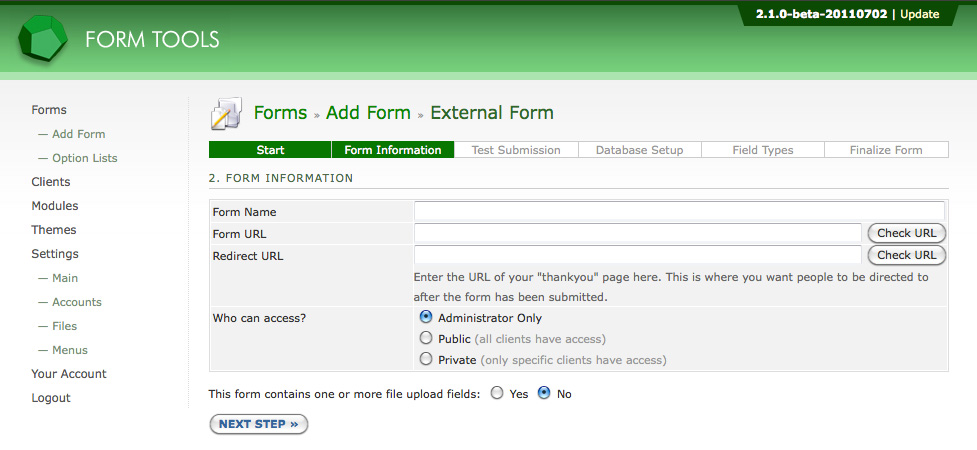 2.1.0-beta-20110702 | Update
FORM TOOLS
Forms
— Add Form
— Option Lists
Clients
Modules
Themes
Settings
— Main
— Accounts
— Files
— Menus
Your Account
Logout
Forms » Add Form » External Form
Start Form Information Test Submission Database Setup Field Types Finalize Form
2. FORM INFORMATION
Form Name
Form URL Check URL
Redirect URL Check URL
Enter the URL of your "thankyou" page here. This is where you want people to be directed to
after the form has been submitted.
Who can access? Administrator Only
Public (all clients have access)
Private (only specific clients have access)
This form contains one or more file upload fields: Yes No
NEXT STEP »